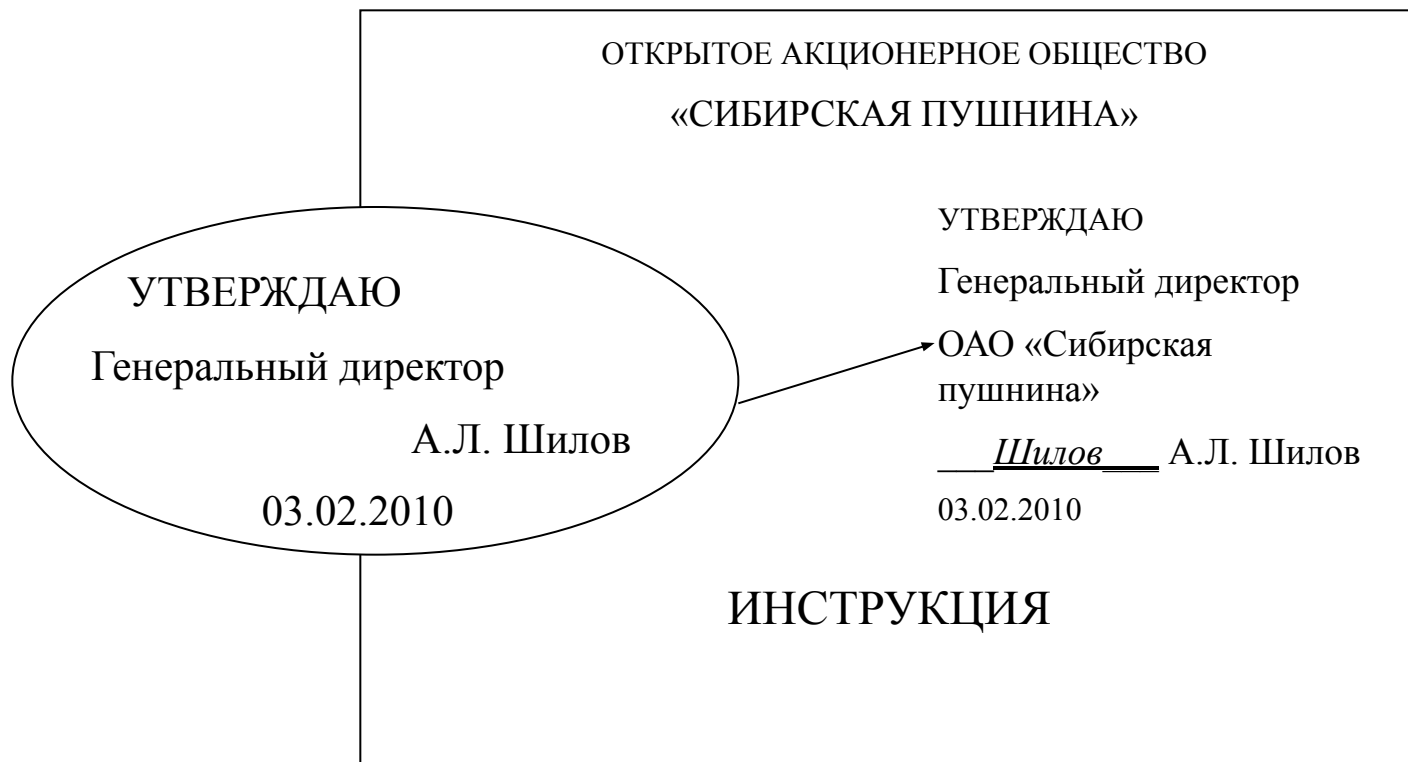 ОТКРЫТОЕ АКЦИОНЕРНОЕ ОБЩЕСТВО
«СИБИРСКАЯ ПУШНИНА»
УТВЕРЖДАЮ
Генеральный директор
А.Л. Шилов
03.02.2010
УТВЕРЖДАЮ
Генеральный директор
ОАО «Сибирская
пушнина»
___Шилов___ А.Л. Шилов
03.02.2010
ИНСТРУКЦИЯ